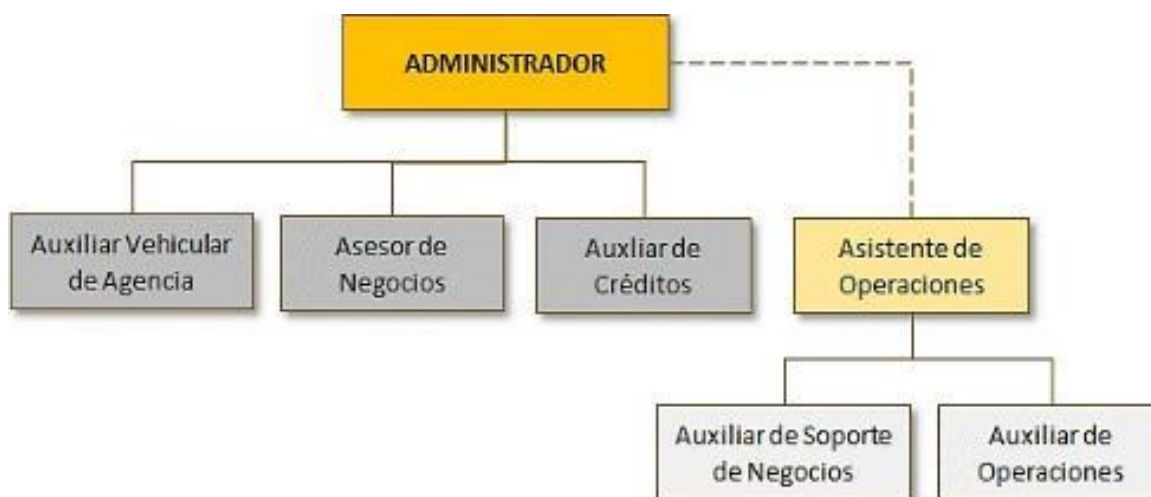 ADMINISTRADOR
Auxiliar Vehicular
de Agencia
Asesor de
Negocios
Auxliar de
Créditos
Asistente de
Operaciones
Auxiliar de Soporte
de Negocios
Auxiliar de
Operaciones